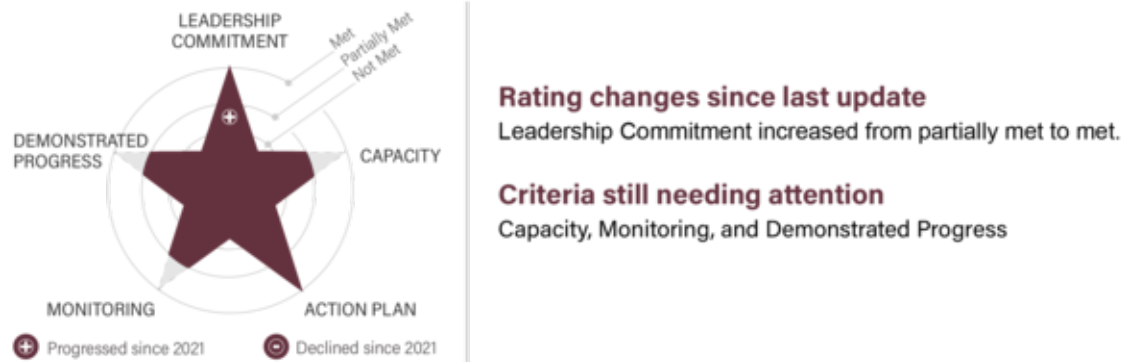 LEADERSHIP
COMMITMENT
Met
Partially Met
Not Met
DEMONSTRATED
PROGRESS
CAPACITY
MONITORING
ACTION PLAN
Progressed since 2021
Declined since 2021
Rating changes since last update
Leadership Commitment increased from partially met to met.
Criteria still needing attention
Capacity, Monitoring, and Demonstrated Progress